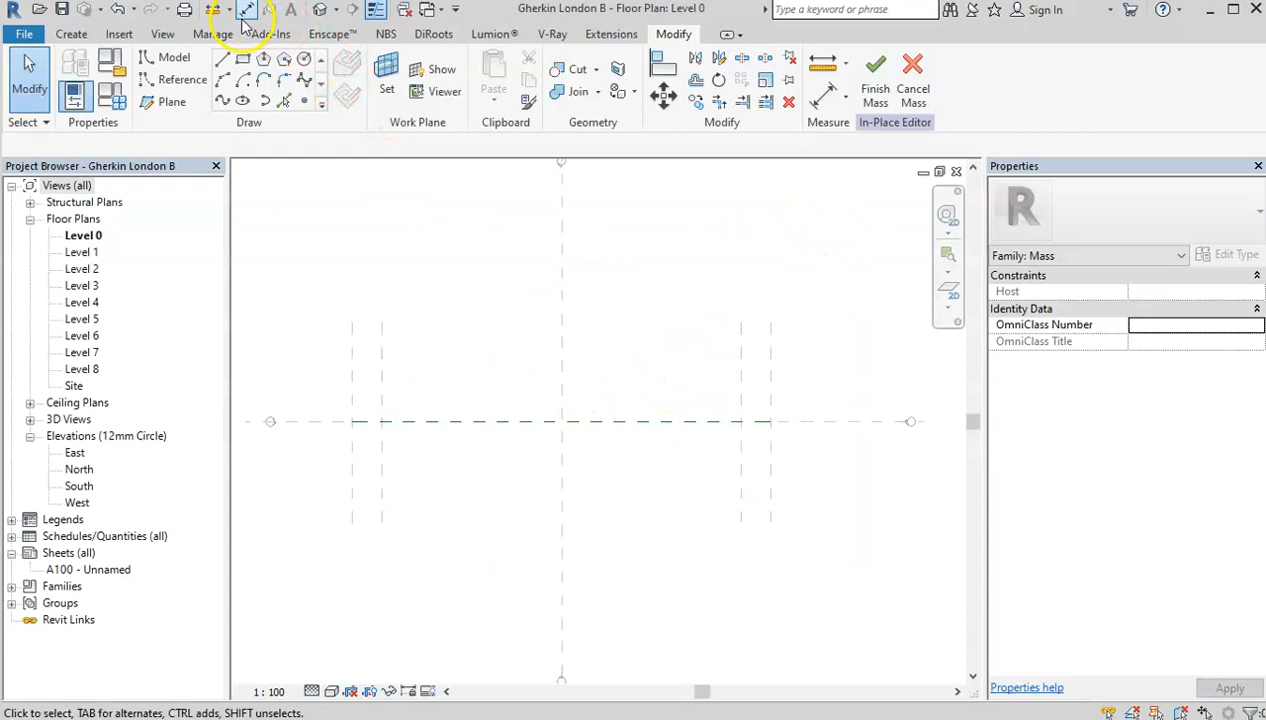 Gherkin London B - Floor Plan: Level 0
Type a keyword or phrase
Sign In
File
Create
Insert
View
Manage
Add-Ins
Enscape™
NBS
DiRoots
Lumion®
V-Ray
Extensions
Modify
Modify
Model
Reference
Plane
Set
Show
Viewer
Paste
Cut
Join
Finish
Mass
Cancel
Mass
Select
Properties
Draw
Work Plane
Clipboard
Geometry
Modify
Measure
In-Place Editor
Project Browser - Gherkin London B
Views (all)
Structural Plans
Floor Plans
Level 0
Level 1
Level 2
Level 3
Level 4
Level 5
Level 6
Level 7
Level 8
Site
Ceiling Plans
3D Views
Elevations (12mm Circle)
East
North
South
West
Legends
Schedules/Quantities (all)
Sheets (all)
A100 - Unnamed
Families
Groups
Revit Links
2D
2D
Properties
R
Family: Mass
Edit Type
Constraints
Host
Identity Data
OmniClass Number
OmniClass Title
Properties help
Apply
1 : 100
Click to select, TAB for alternates, CTRL adds, SHIFT unselects.
:0